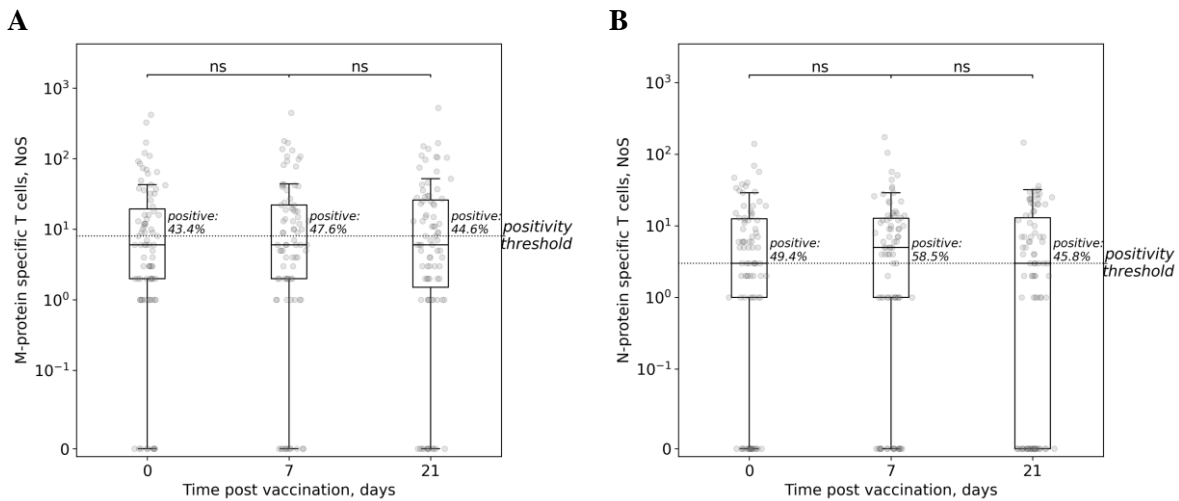 A
M-protein specific T cells, NoS
10³
10²
10¹
10⁰
10⁻¹
0
ns
ns
positive:
43.4%
positive:
47.6%
positive:
44.6%
positivity
threshold
0
7
21
Time post vaccination, days
B
N-protein specific T cells, NoS
10³
10²
10¹
10⁰
10⁻¹
0
ns
ns
positive:
49.4%
positive:
58.5%
positive:
45.8%
positivity
threshold
0
7
21
Time post vaccination, days